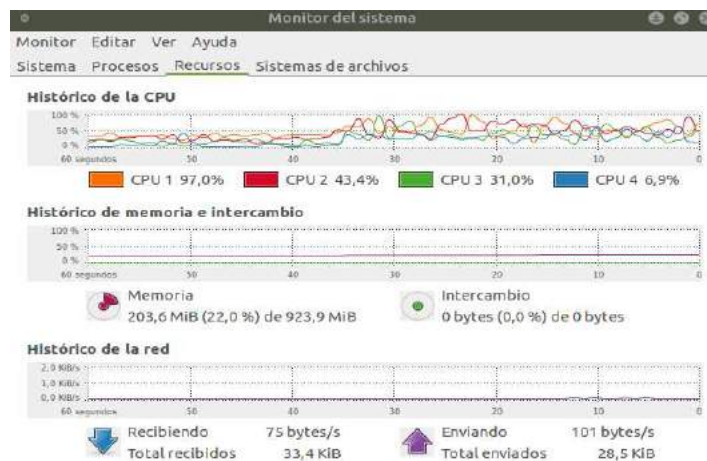 Monitor del sistema
Monitor Editar Ver Ayuda
Sistema Procesos Recursos Sistemas de archivos
Histórico de la CPU
100 %
50 %
0 %
60 segundos 50 40 30 20 10 0
CPU 1 97,0% CPU 2 43,4% CPU 3 31,0% CPU 4 6,9%
Histórico de memoria e intercambio
100 %
50 %
0 %
60 segundos 50 40 30 20 10 0
Memoria Intercambio
203,6 MiB (22,0 %) de 923,9 MiB 0 bytes (0,0 %) de 0 bytes
Histórico de la red
2,0 KiB/s
1,0 KiB/s
0,0 KiB/s
60 segundos 50 40 30 20 10 0
Recibiendo 75 bytes/s Enviando 101 bytes/s
Total recibidos 33,4 KiB Total enviados 28,5 KiB